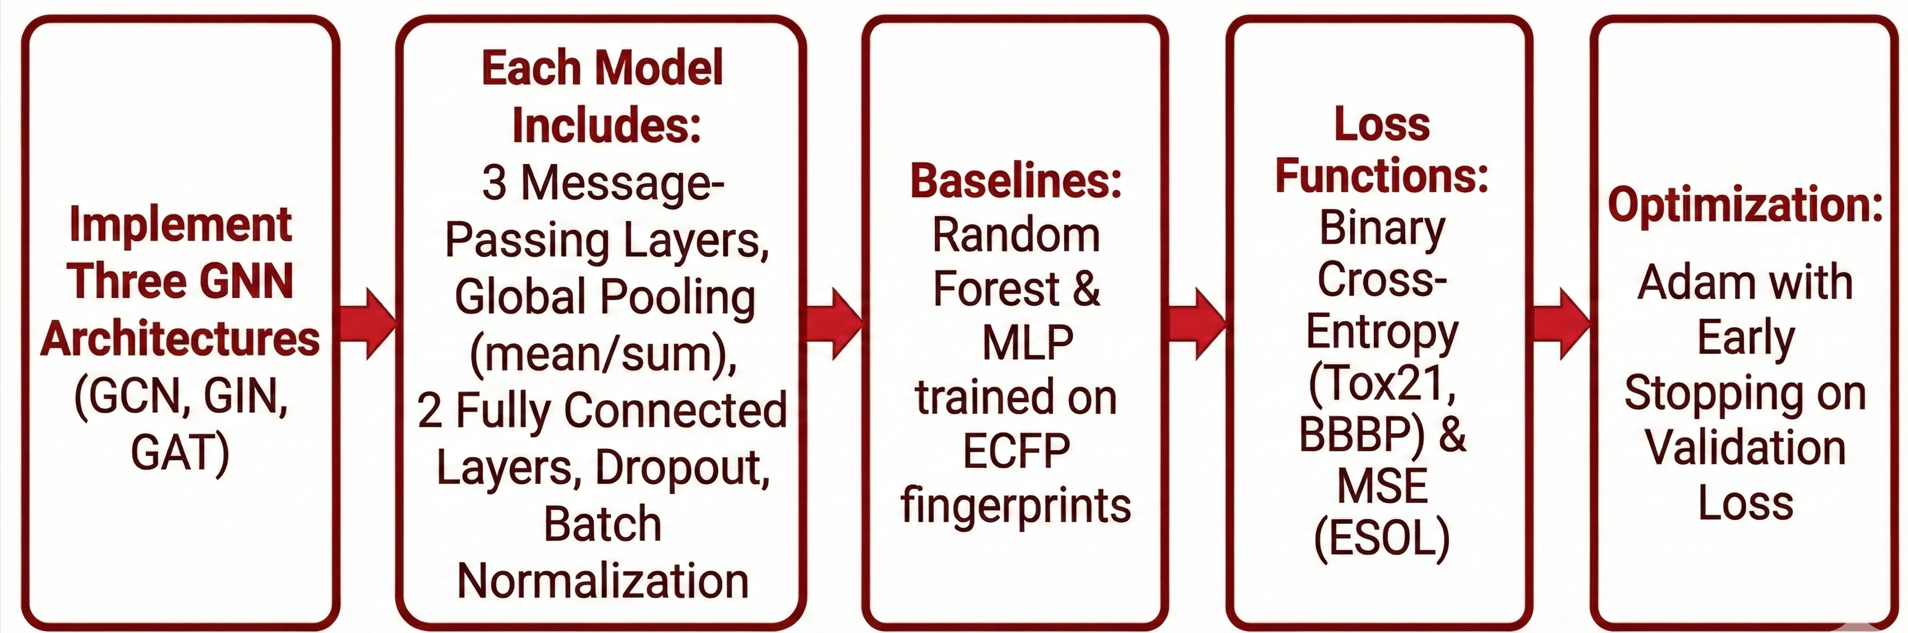 Implement
Three GNN
Architectures
(GCN, GIN,
GAT)
Each Model
Includes:
3 Message-
Passing Layers,
Global Pooling
(mean/sum),
2 Fully Connected
Layers, Dropout,
Batch
Normalization
Baselines:
Random
Forest &
MLP
trained on
ECFP
fingerprints
Loss
Functions:
Binary
Cross-
Entropy
(Tox21,
BBBP) &
MSE
(ESOL)
Optimization:
Adam with
Early
Stopping on
Validation
Loss